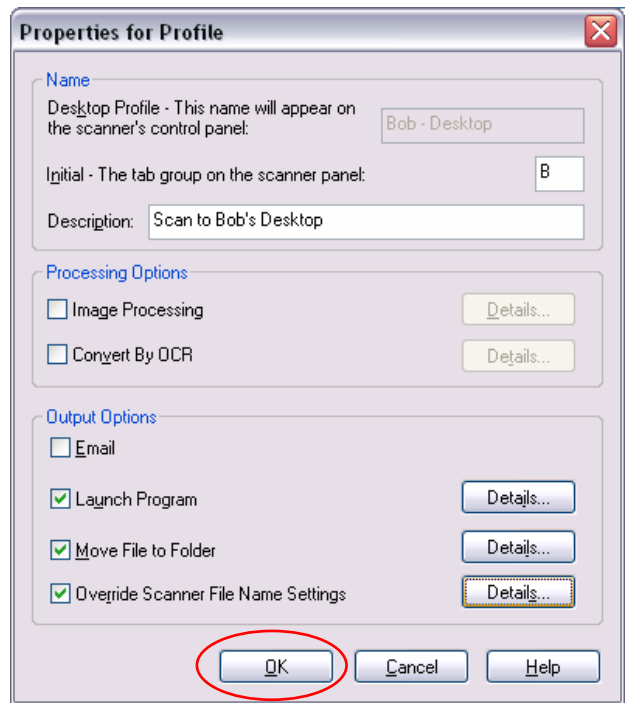 Properties for Profile
Name
Desktop Profile - This name will appear on
the scanner's control panel:
Bob - Desktop
Initial - The tab group on the scanner panel:
B
Description:
Scan to Bob's Desktop
Processing Options
Image Processing
Details...
Convert By OCR
Details...
Output Options
Email
Launch Program
Details...
Move File to Folder
Details...
Override Scanner File Name Settings
Details...
OK
Cancel
Help